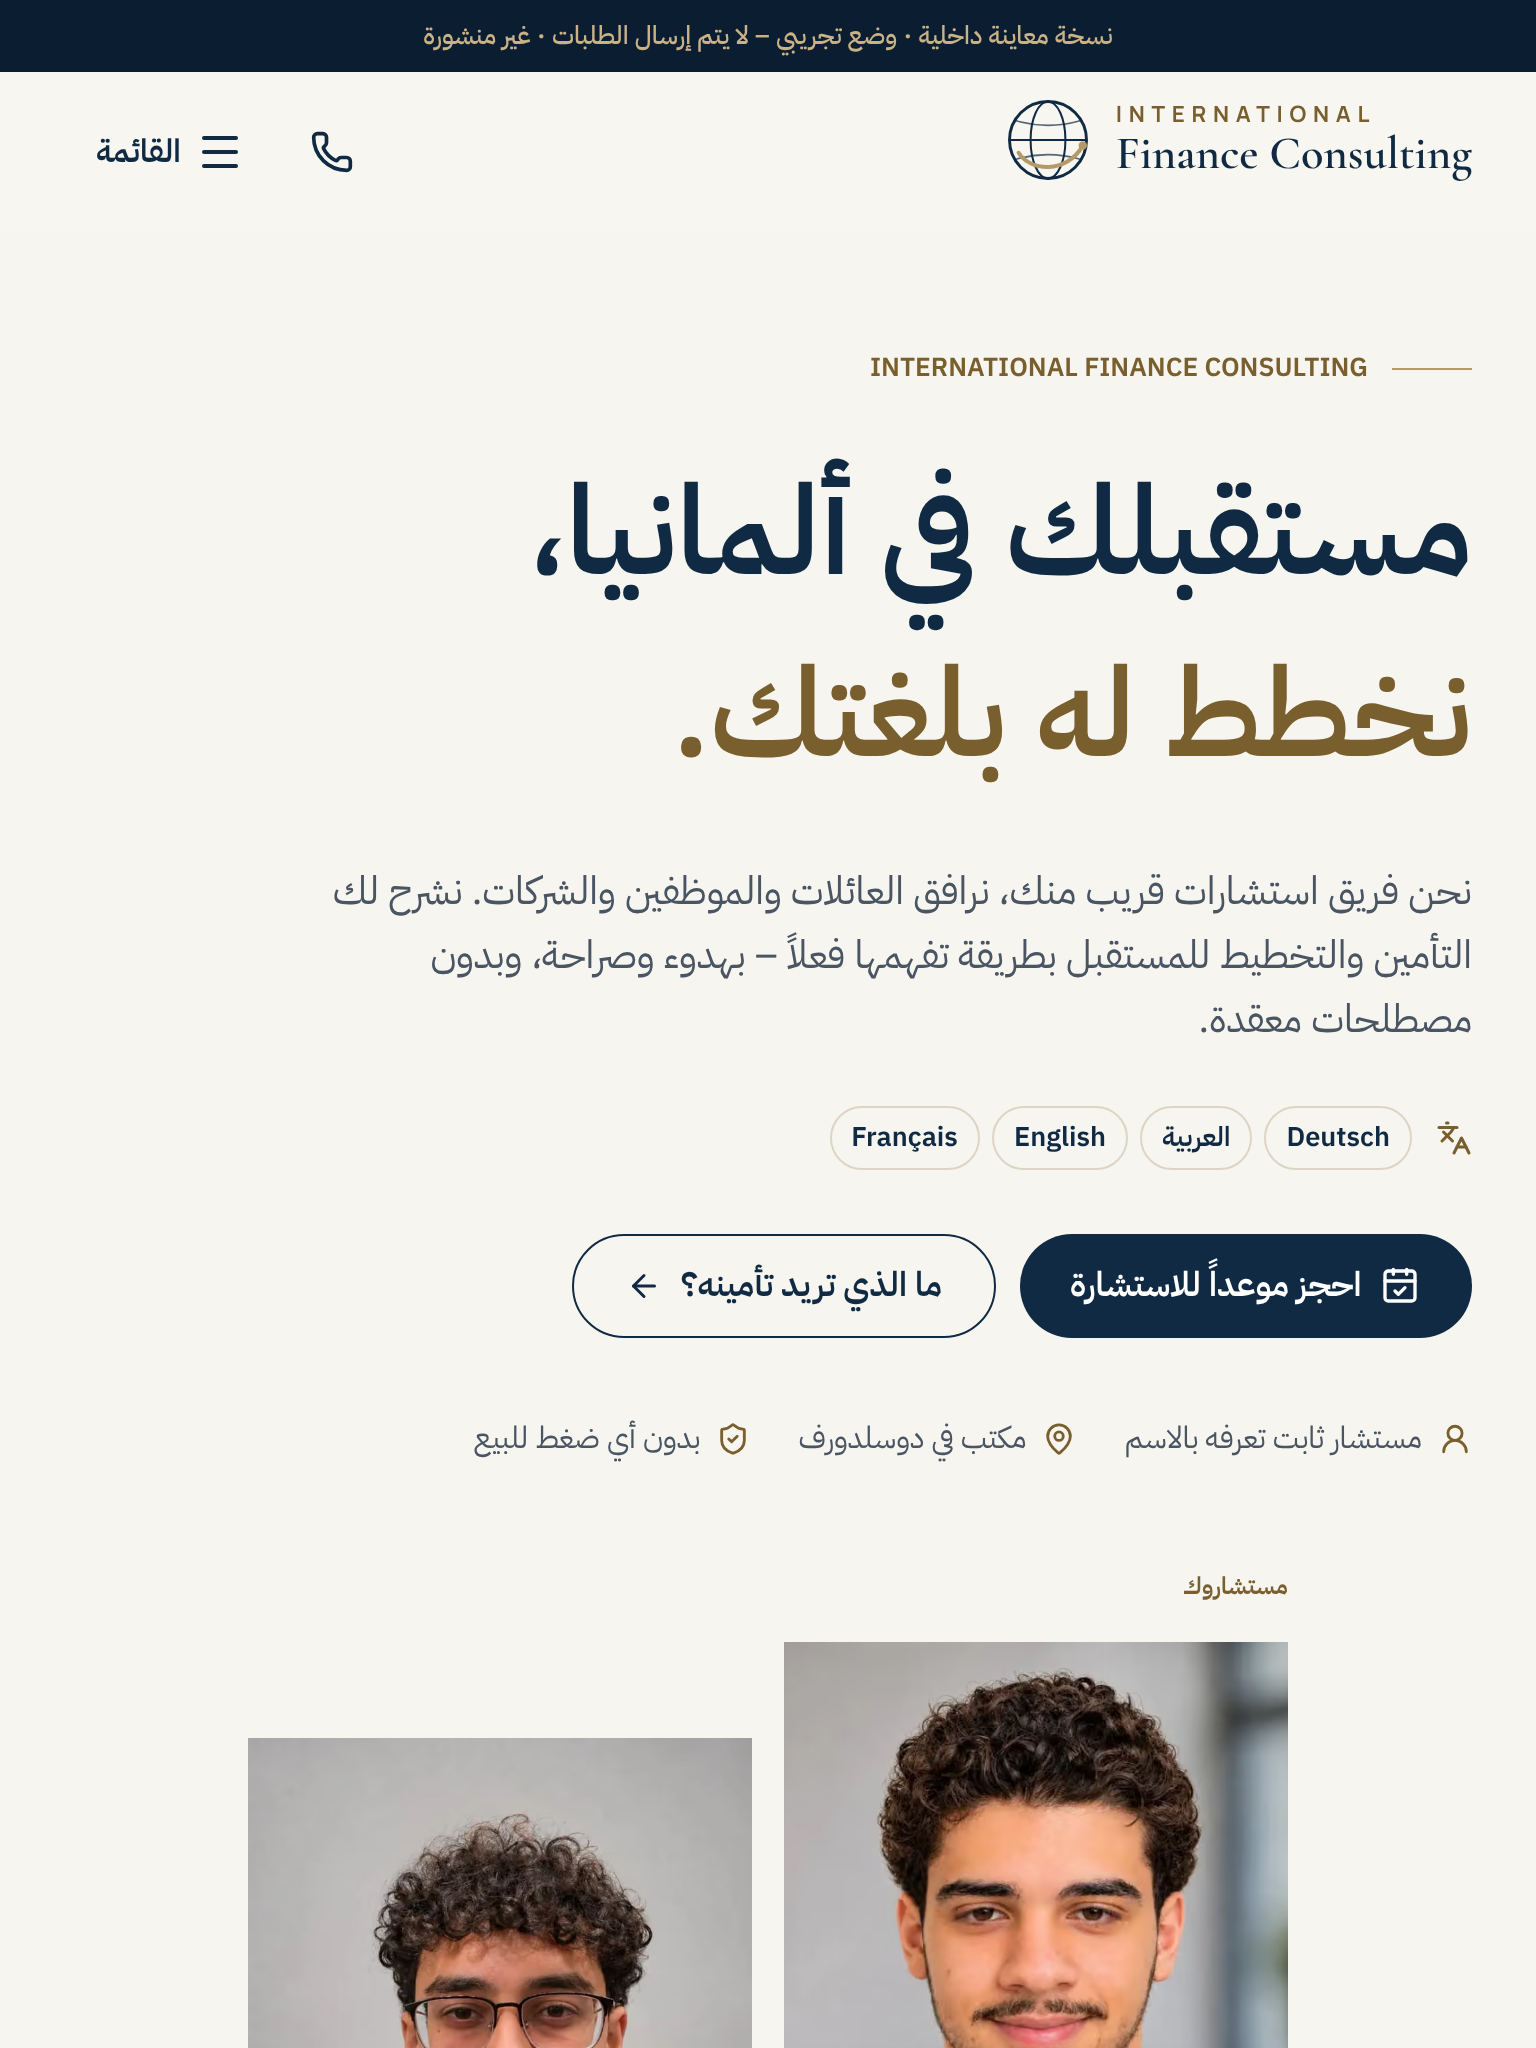 نسخة معاينة داخلية · وضع تجريبي – لا يتم إرسال الطلبات · غير منشورة
INTERNATIONAL
Finance Consulting
القائمة
INTERNATIONAL FINANCE CONSULTING
مستقبلك في ألمانيا،
نخطط له بلغتك.
نحن فريق استشارات قريب منك، نرافق العائلات والموظفين والشركات. نشرح لك
التأمين والتخطيط للمستقبل بطريقة تفهمها فعلاً – بهدوء وصراحة، وبدون
مصطلحات معقدة.
Deutsch
العربية
English
Français
احجز موعداً للاستشارة
ما الذي تريد تأمينه؟
مستشار ثابت تعرفه بالاسم
مكتب في دوسلدورف
بدون أي ضغط للبيع
مستشاروك